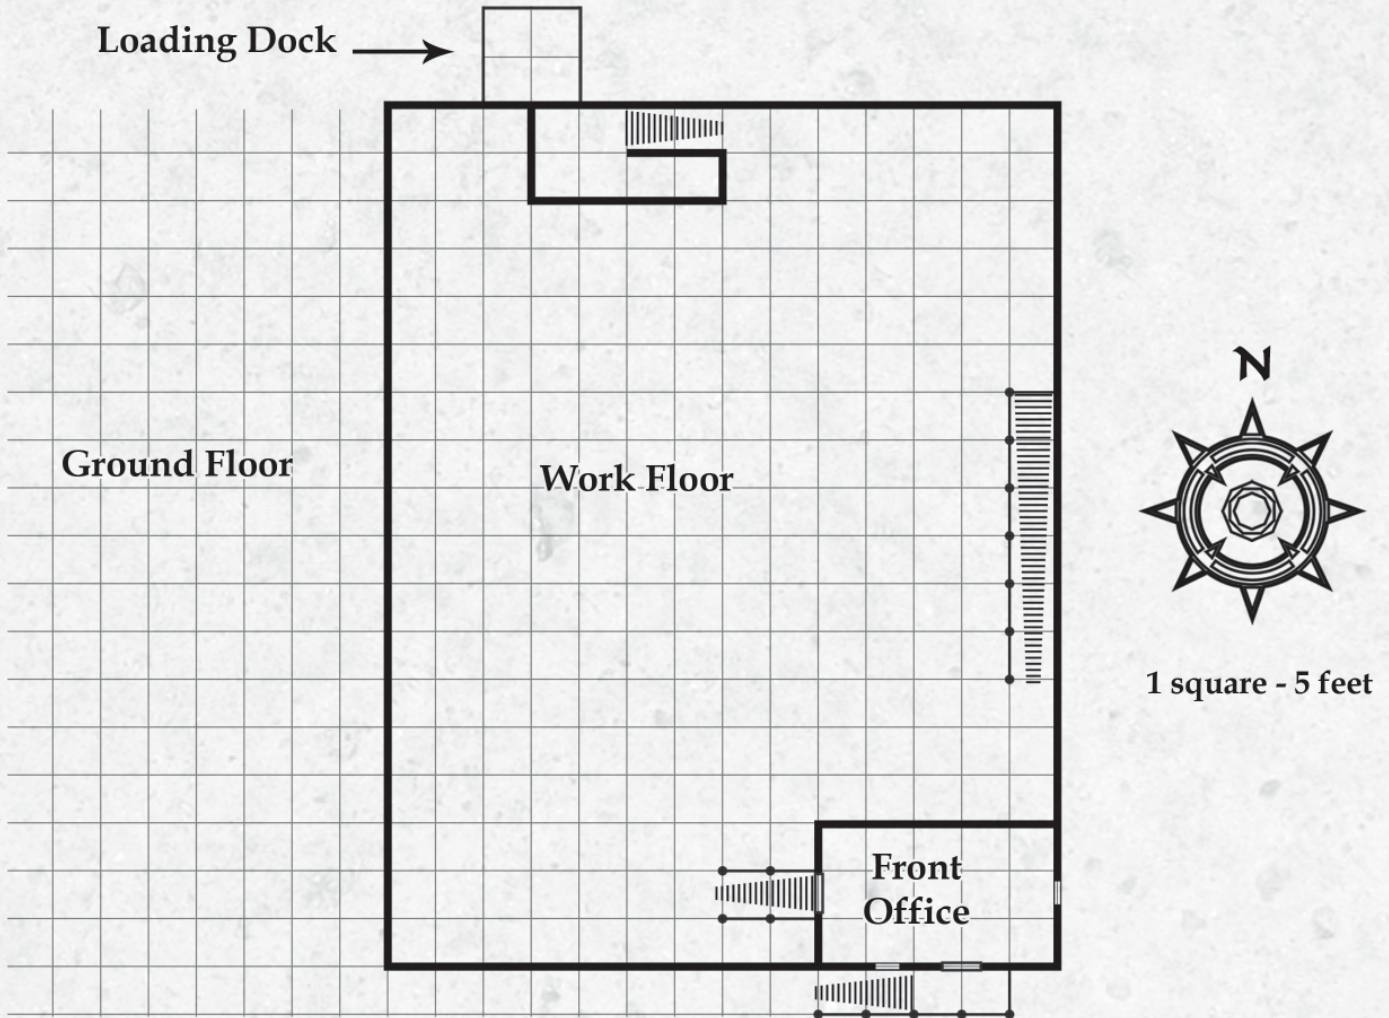 Loading Dock
N
Ground Floor
Work Floor
1 square - 5 feet
Front
Office